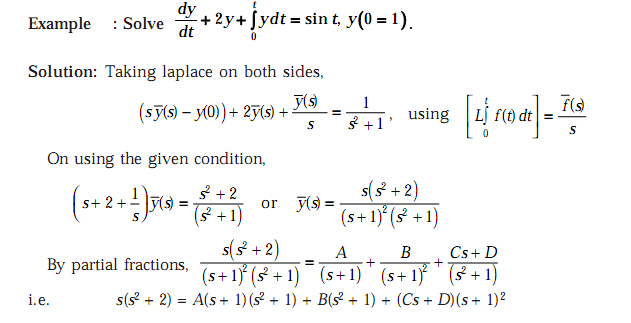 Example : Solve dy/dt + 2y + ∫₀ᵗ ydt = sin t, y(0 = 1).
Solution: Taking laplace on both sides,
(sȳ(s) – y(0)) + 2ȳ(s) + ȳ(s)/s = 1/(s² + 1), using [L∫₀ᵗ f(t) dt] = f̄(s)/s
On using the given condition,
(s + 2 + 1/s)ȳ(s) = (s² + 2)/(s² + 1) or ȳ(s) = s(s² + 2)/((s + 1)²(s² + 1))
By partial fractions, s(s² + 2)/((s + 1)²(s² + 1)) = A/(s + 1) + B/(s + 1)² + (Cs + D)/(s² + 1)
i.e. s(s² + 2) = A(s + 1)(s² + 1) + B(s² + 1) + (Cs + D)(s + 1)²